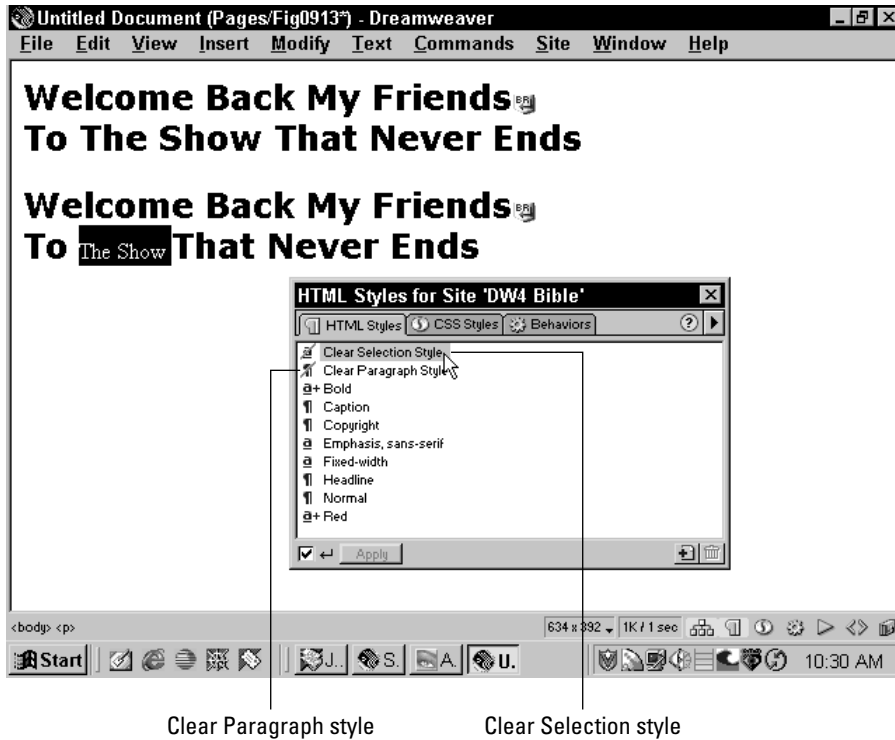 Untitled Document (Pages/Fig0913*) - Dreamweaver
File Edit View Insert Modify Text Commands Site Window Help
Welcome Back My Friends
To The Show That Never Ends
Welcome Back My Friends
To The Show That Never Ends
HTML Styles for Site 'DW4 Bible'
HTML Styles CSS Styles Behaviors
Clear Selection Style
Clear Paragraph Style
a+ Bold
¶ Caption
¶ Copyright
a Emphasis, sans-serif
a Fixed-width
¶ Headline
¶ Normal
a+ Red
Apply
<body> <p>
634 x 392 1K / 1 sec
Start J.. S. A. U. 10:30 AM
Clear Paragraph style Clear Selection style